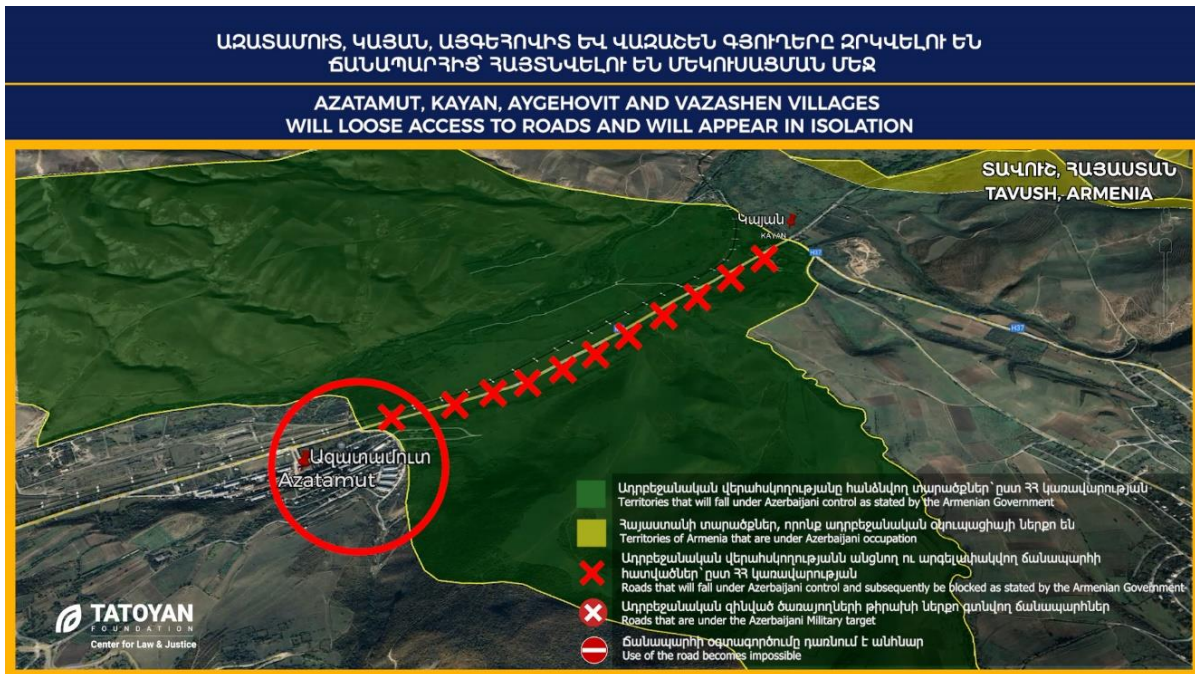 ԱԶԱՏԱՄՈՒՏ, ԿԱՅԱՆ, ԱՅԳԵՀՈՎԻՏ ԵՎ ՎԱԶԱՇԵՆ ԳՅՈՒՂԵՐԸ ԶՐԿՎԵԼՈՒ ԵՆ
ՃԱՆԱՊԱՐՀԻՑ՝ ՀԱՅՏՆՎԵԼՈՒ ԵՆ ՄԵԿՈՒՍԱՑՄԱՆ ՄԵՋ
AZATAMUT, KAYAN, AYGEHOVIT AND VAZASHEN VILLAGES
WILL LOOSE ACCESS TO ROADS AND WILL APPEAR IN ISOLATION
ՏԱՎՈՒՇ, ՀԱՅԱՍՏԱՆ
TAVUSH, ARMENIA
Կայան
KAYAN
H37
H37
Ազատամուտ
Azatamut
Ադրբեջանական վերահսկողությանը հանձնվող տարածքներ՝ ըստ ՀՀ կառավարության
Territories that will fall under Azerbaijani control as stated by the Armenian Government
Հայաստանի տարածքներ, որոնք ադրբեջանական օկուպացիայի ներքո են
Territories of Armenia that are under Azerbaijani occupation
Ադրբեջանական վերահսկողությանն անցնող ու արգելափակվող ճանապարհի
հատվածներ՝ ըստ ՀՀ կառավարության
Roads that will fall under Azerbaijani control and subsequently be blocked as stated by the Armenian Government
Ադրբեջանական զինված ծառայողների թիրախի ներքո գտնվող ճանապարհներ
Roads that are under the Azerbaijani Military target
Ճանապարհի օգտագործումը դառնում է անհնար
Use of the road becomes impossible
TATOYAN
FOUNDATION
Center for Law & Justice